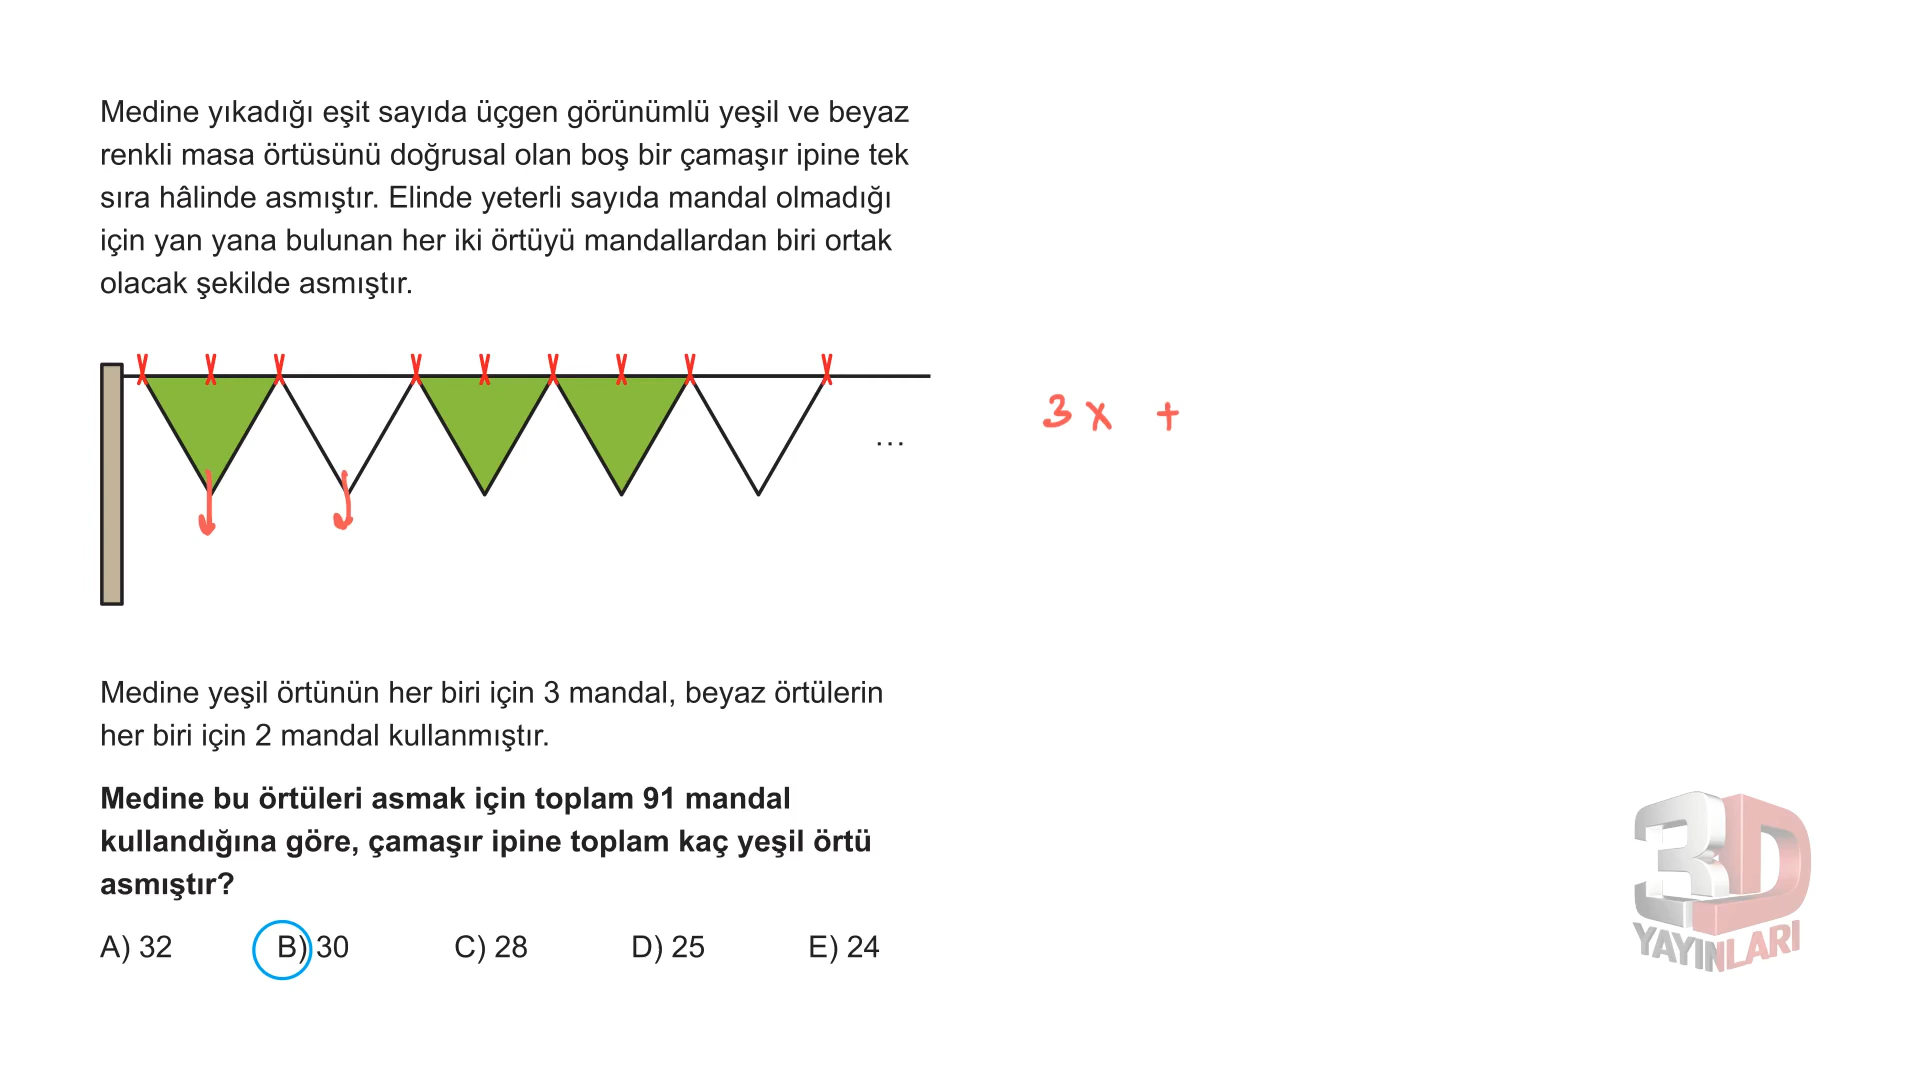 Medine yıkadığı eşit sayıda üçgen görünümlü yeşil ve beyaz
renkli masa örtüsünü doğrusal olan boş bir çamaşır ipine tek
sıra hâlinde asmıştır. Elinde yeterli sayıda mandal olmadığı
için yan yana bulunan her iki örtüyü mandallardan biri ortak
olacak şekilde asmıştır.
...
3x +
Medine yeşil örtünün her biri için 3 mandal, beyaz örtülerin
her biri için 2 mandal kullanmıştır.
Medine bu örtüleri asmak için toplam 91 mandal
kullandığına göre, çamaşır ipine toplam kaç yeşil örtü
asmıştır?
A) 32 B) 30 C) 28 D) 25 E) 24
3D
YAYINLARI